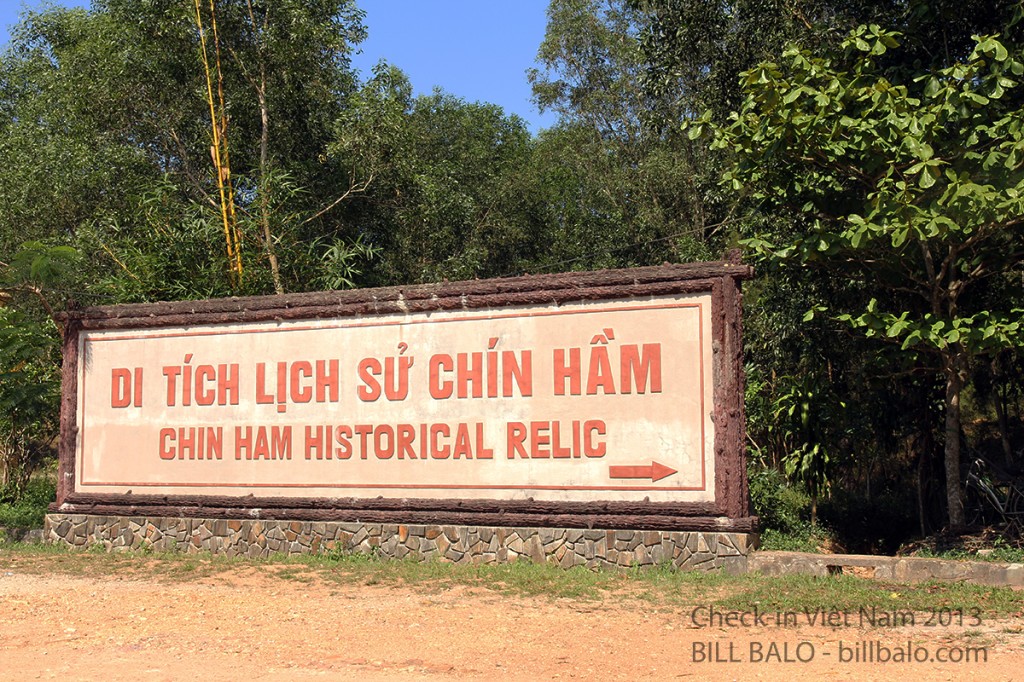 DI TÍCH LỊCH SỬ CHÍN HẦM
CHIN HAM HISTORICAL RELIC
Check-in Việt Nam 2013
BILL BALO - billbalo.com